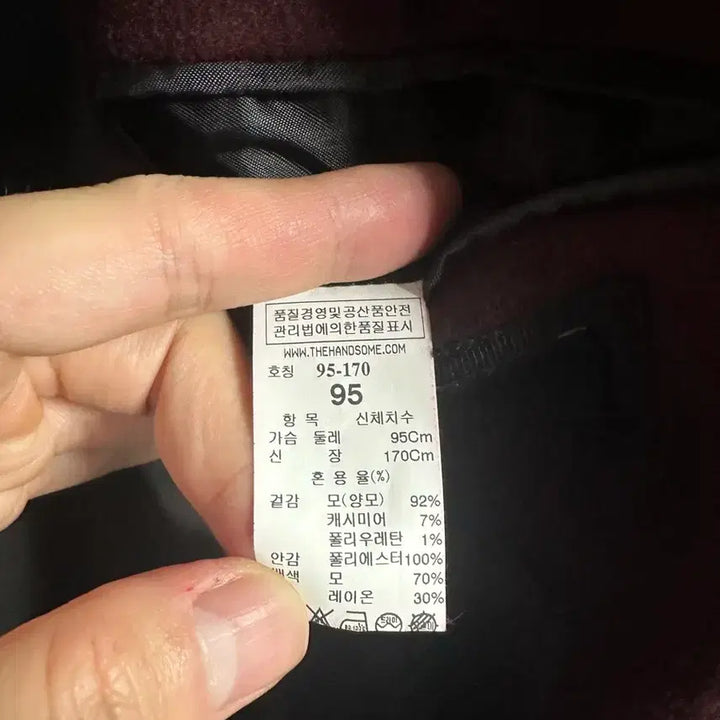 품질경영및공산품안전
관리법에의한품질표시
WWW.THEHANDSOME.COM
호칭 95-170
95
항 목 신체치수
가슴 둘레 95Cm
신 장 170Cm
혼 용 율(%)
겉감 모(양모) 92%
캐시미어 7%
폴리우레탄 1%
안감 폴리에스터100%
배색 모 70%
레이온 30%
드라이